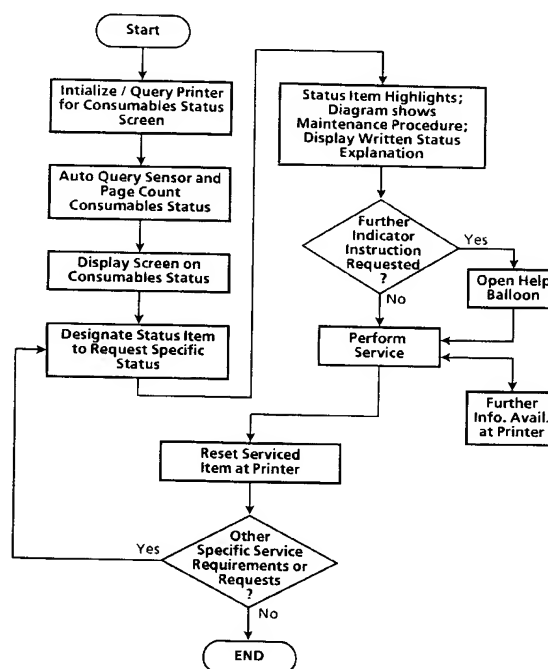 Start
Intialize / Query Printer
for Consumables Status
Screen
Auto Query Sensor and
Page Count
Consumables Status
Display Screen on
Consumables Status
Designate Status Item
to Request Specific
Status
Status Item Highlights;
Diagram shows
Maintenance Procedure;
Display Written Status
Explanation
Further
Indicator
Instruction
Requested
?
Yes
No
Open Help
Balloon
Perform
Service
Further
Info. Avail.
at Printer
Reset Serviced
Item at Printer
Other
Specific Service
Requirements or
Requests
?
Yes
No
END